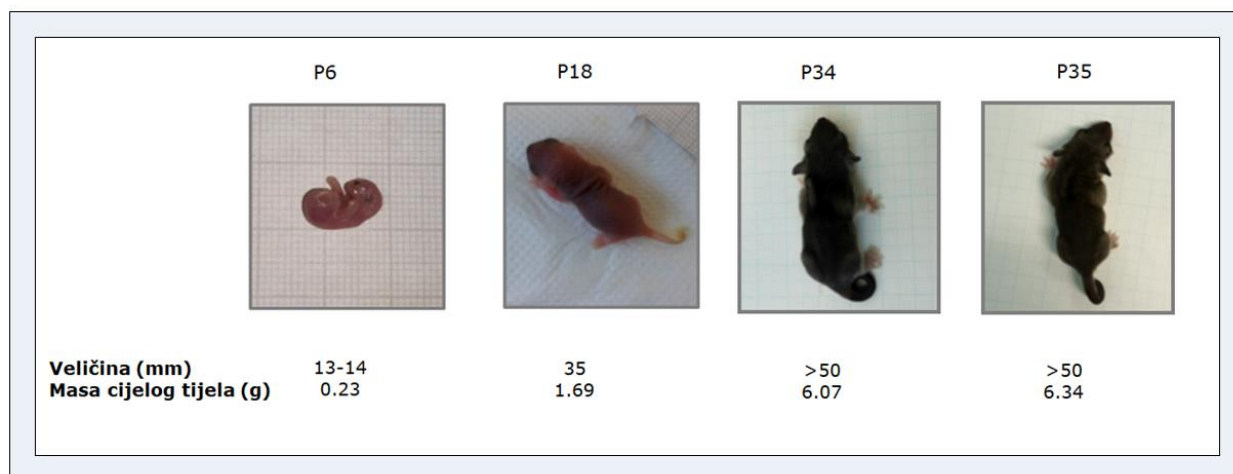 P6 P18 P34 P35
Veličina (mm) 13-14 35 >50 >50
Masa cijelog tijela (g) 0.23 1.69 6.07 6.34